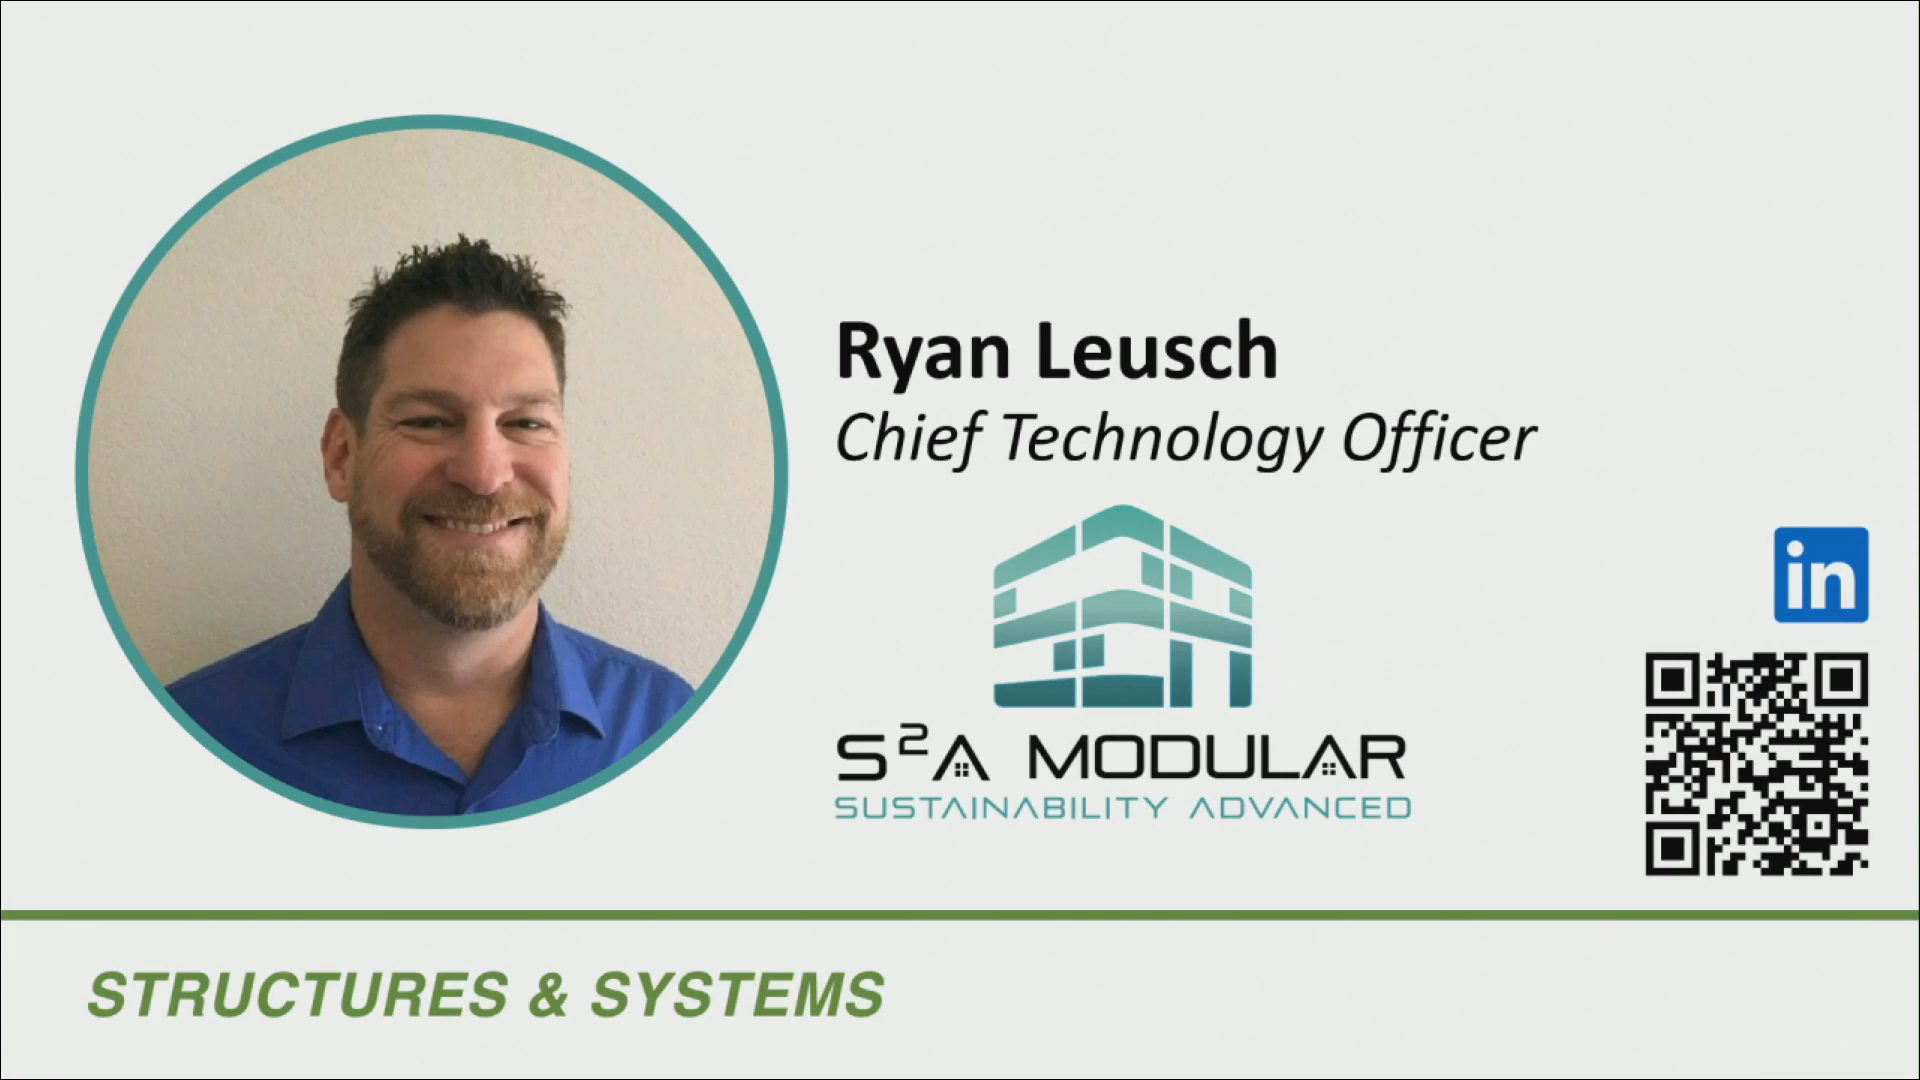 Ryan Leusch
Chief Technology Officer
in
S²A MODULAR
SUSTAINABILITY ADVANCED
STRUCTURES & SYSTEMS